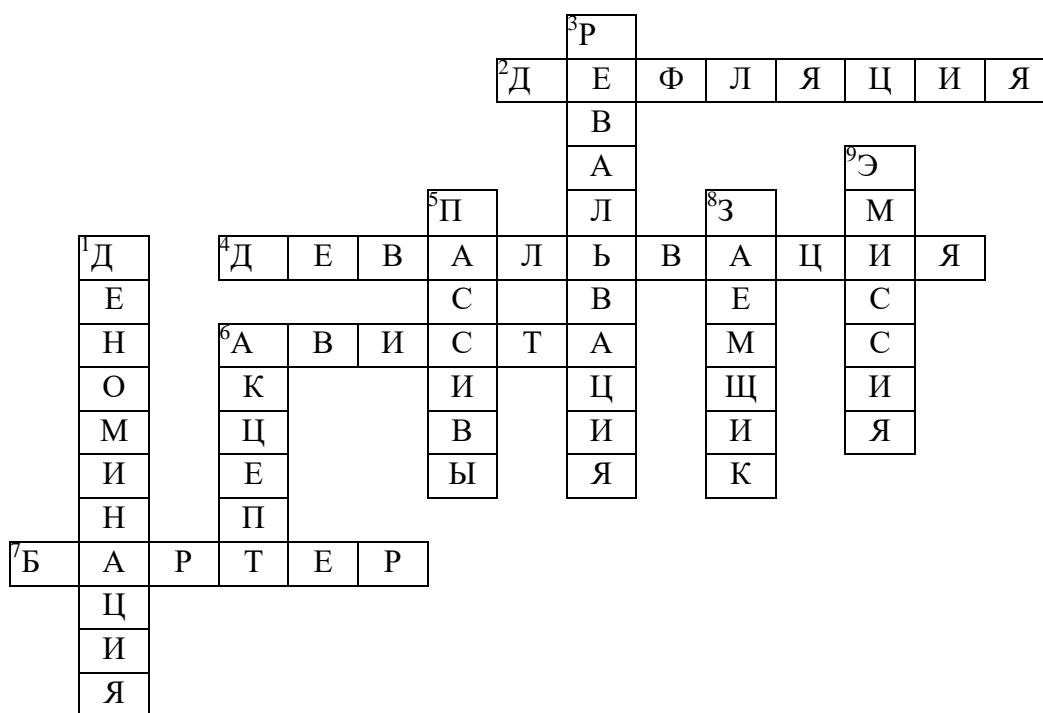 ³Р
²Д Е Ф Л Я Ц И Я
В
А ⁹Э
⁵П Л ⁸З М
¹Д ⁴Д Е В А Л Ь В А Ц И Я
Е С В Е С
Н ⁶А В И С Т А М С
О К И Ц Щ И
М Ц В И И Я
И Е Ы Я К
Н П
⁷Б А Р Т Е Р
Ц
И
Я